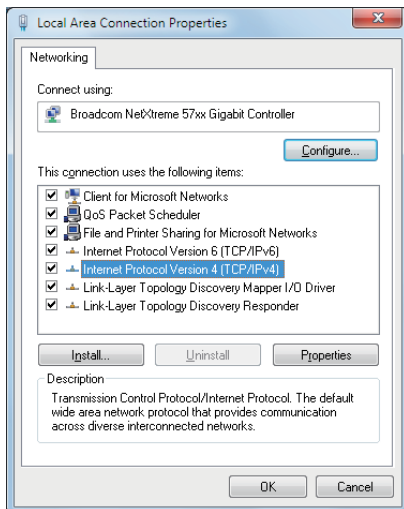 Local Area Connection Properties
Networking
Connect using:
Broadcom NetXtreme 57xx Gigabit Controller
Configure...
This connection uses the following items:
Client for Microsoft Networks
QoS Packet Scheduler
File and Printer Sharing for Microsoft Networks
Internet Protocol Version 6 (TCP/IPv6)
Internet Protocol Version 4 (TCP/IPv4)
Link-Layer Topology Discovery Mapper I/O Driver
Link-Layer Topology Discovery Responder
Install...
Uninstall
Properties
Description
Transmission Control Protocol/Internet Protocol. The default
wide area network protocol that provides communication
across diverse interconnected networks.
OK
Cancel